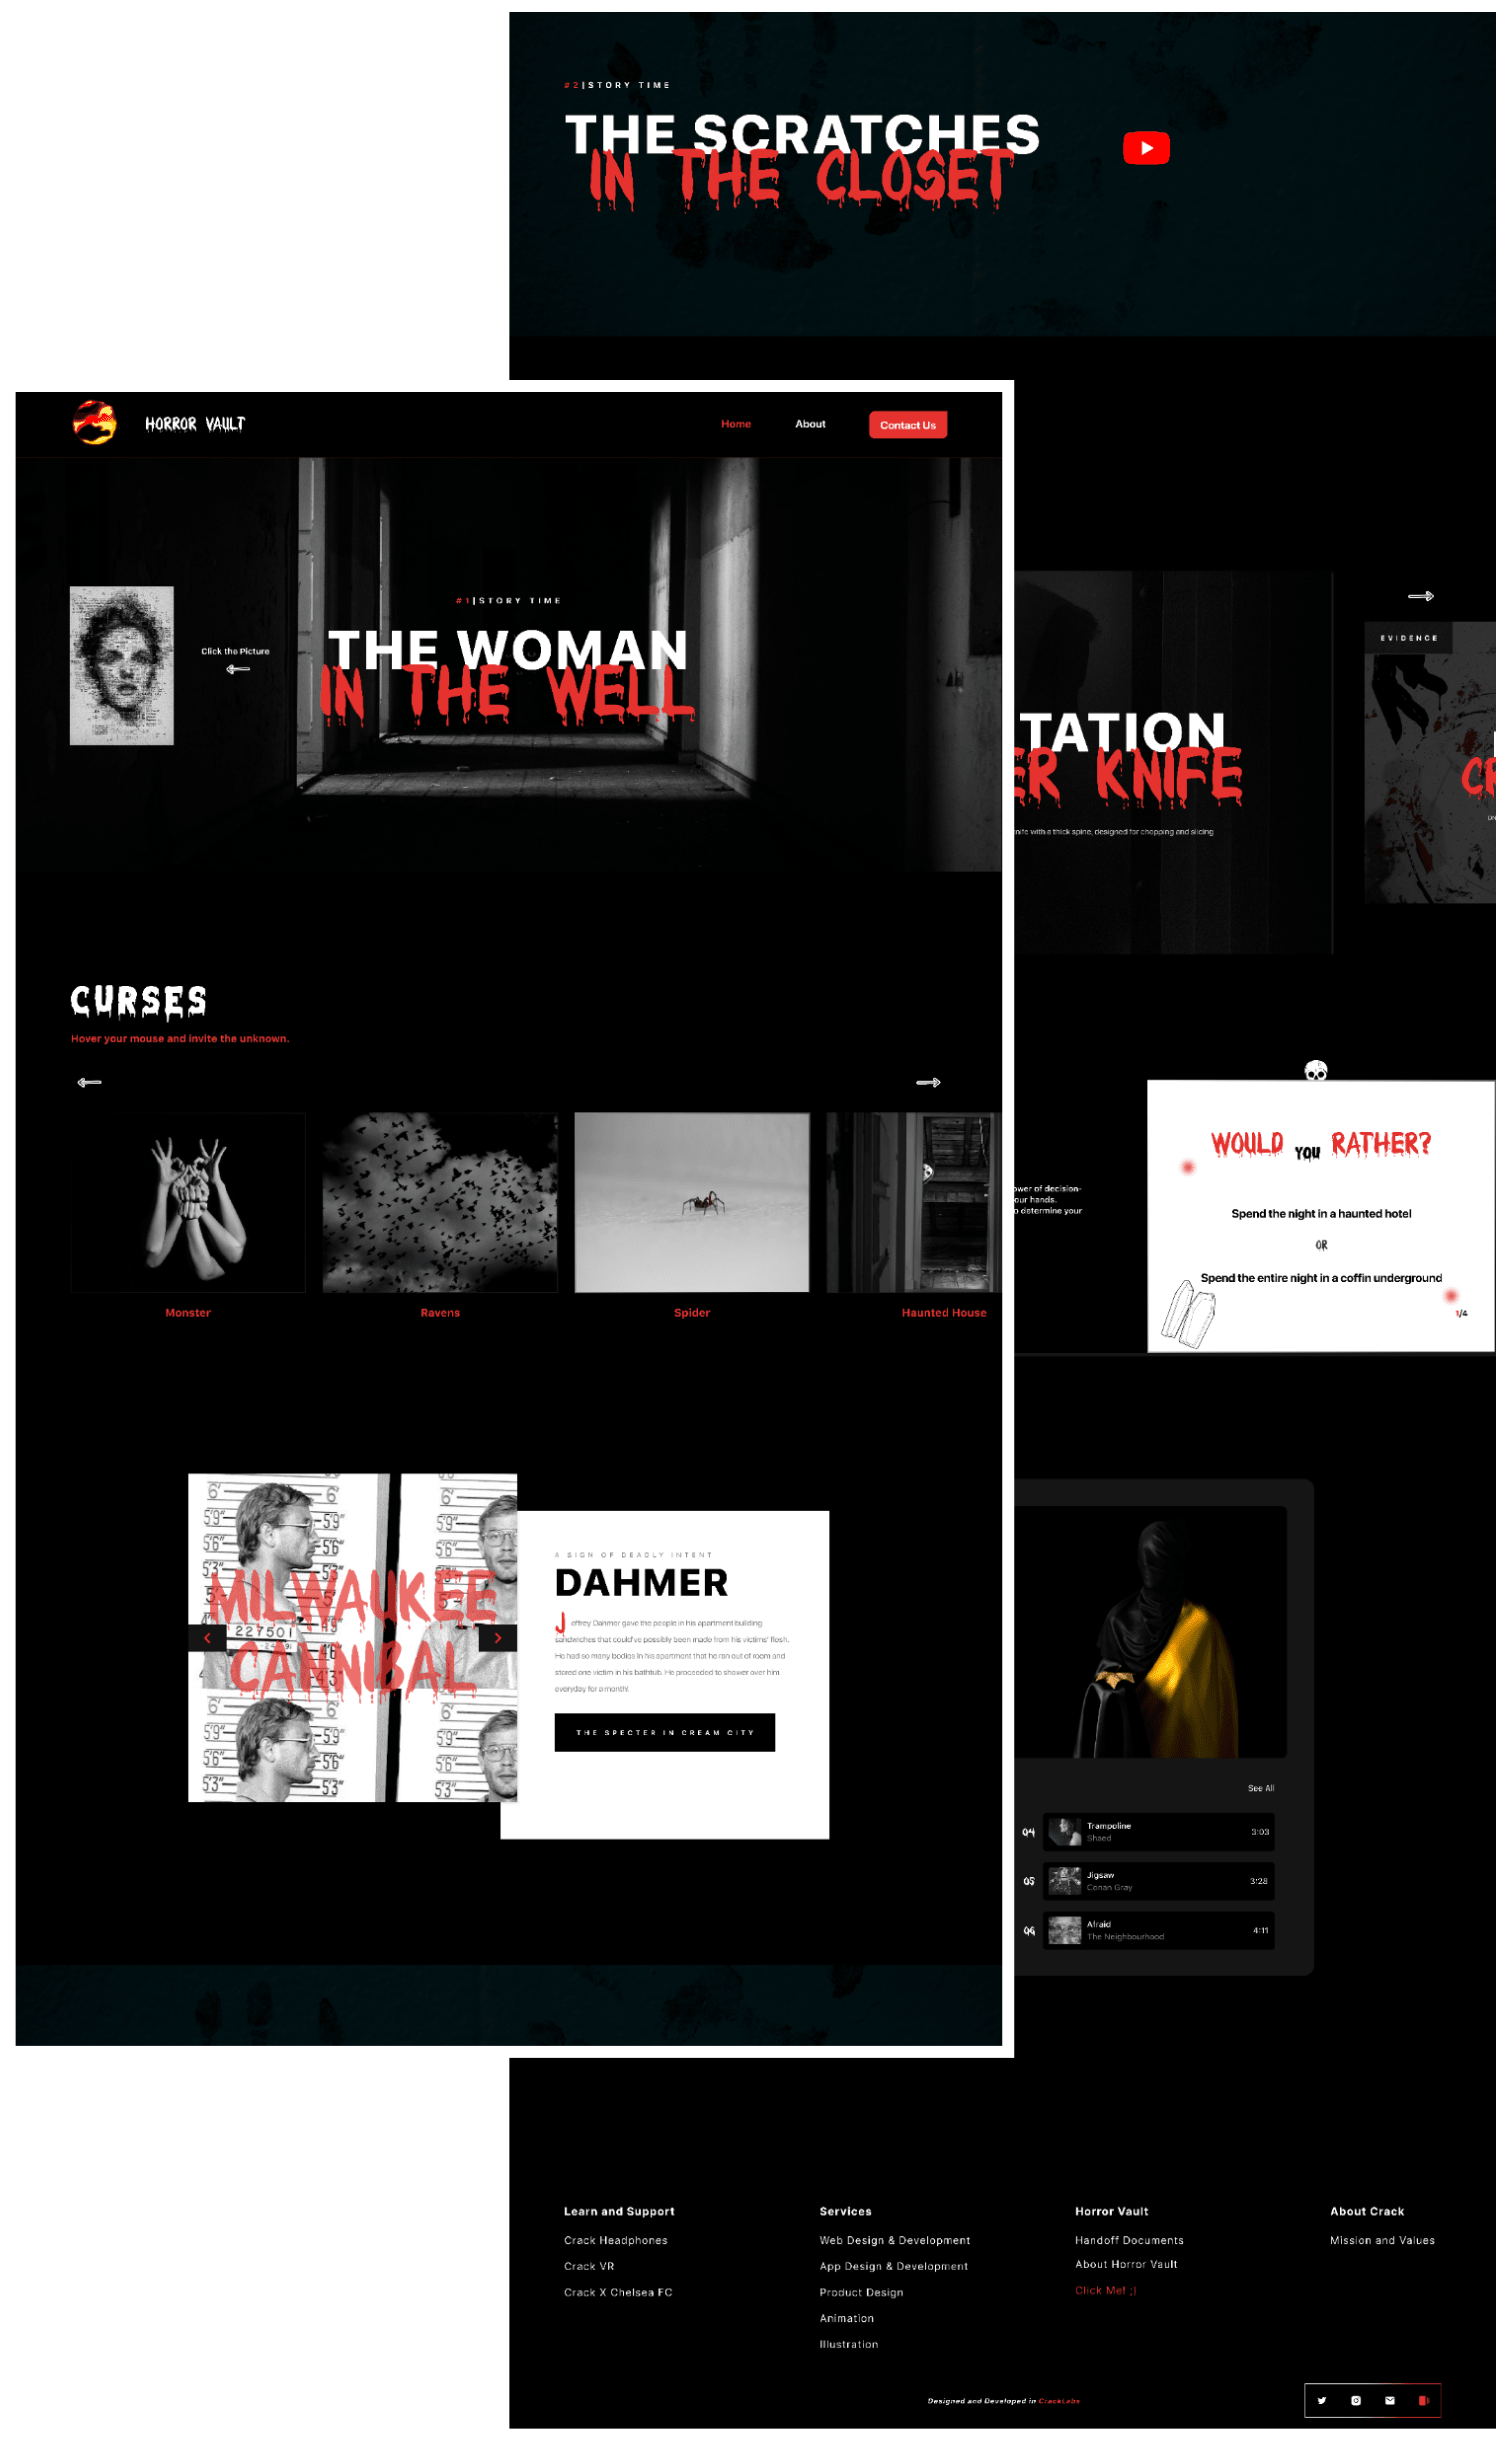 #2|STORY TIME
THE SCRATCHES
IN THE CLOSET
HORROR VAULT
Home
About
Contact Us
#1|STORY TIME
Click the Picture
THE WOMAN
IN THE WELL
CURSES
Hover your mouse and invite the unknown.
Monster
Ravens
Spider
Haunted House
MILWAUKEE
CANNIBAL
227501
A SIGN OF DEADLY INTENT
DAHMER
Jeffrey Dahmer gave the people in his apartment building
sandwiches that could've possibly been made from his victims' flesh.
He had so many bodies in his apartment that he ran out of room and
stored one victim in his bathtub. He proceeded to shower over him
everyday for a month!
THE SPECTER IN CREAM CITY
TATION
ER KNIFE
knife with a thick spine, designed for chopping and slicing
EVIDENCE
CR
ower of decision-
our hands.
o determine your
WOULD YOU RATHER?
Spend the night in a haunted hotel
OR
Spend the entire night in a coffin underground
1/4
See All
04
Trampoline
Shaed
3:03
05
Jigsaw
Conan Gray
3:28
06
Afraid
The Neighbourhood
4:11
Learn and Support
Crack Headphones
Crack VR
Crack X Chelsea FC
Services
Web Design & Development
App Design & Development
Product Design
Animation
Illustration
Horror Vault
Handoff Documents
About Horror Vault
Click Me! ;)
About Crack
Mission and Values
Designed and Developed in CrackLabs